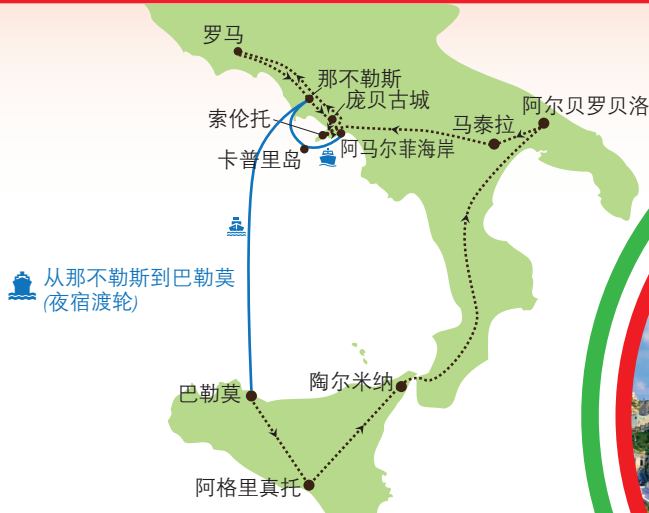 罗马
那不勒斯
庞贝古城
阿尔贝罗贝洛
索伦托
马泰拉
卡普里岛
阿马尔菲海岸
从那不勒斯到巴勒莫
(夜宿渡轮)
陶尔米纳
巴勒莫
阿格里真托